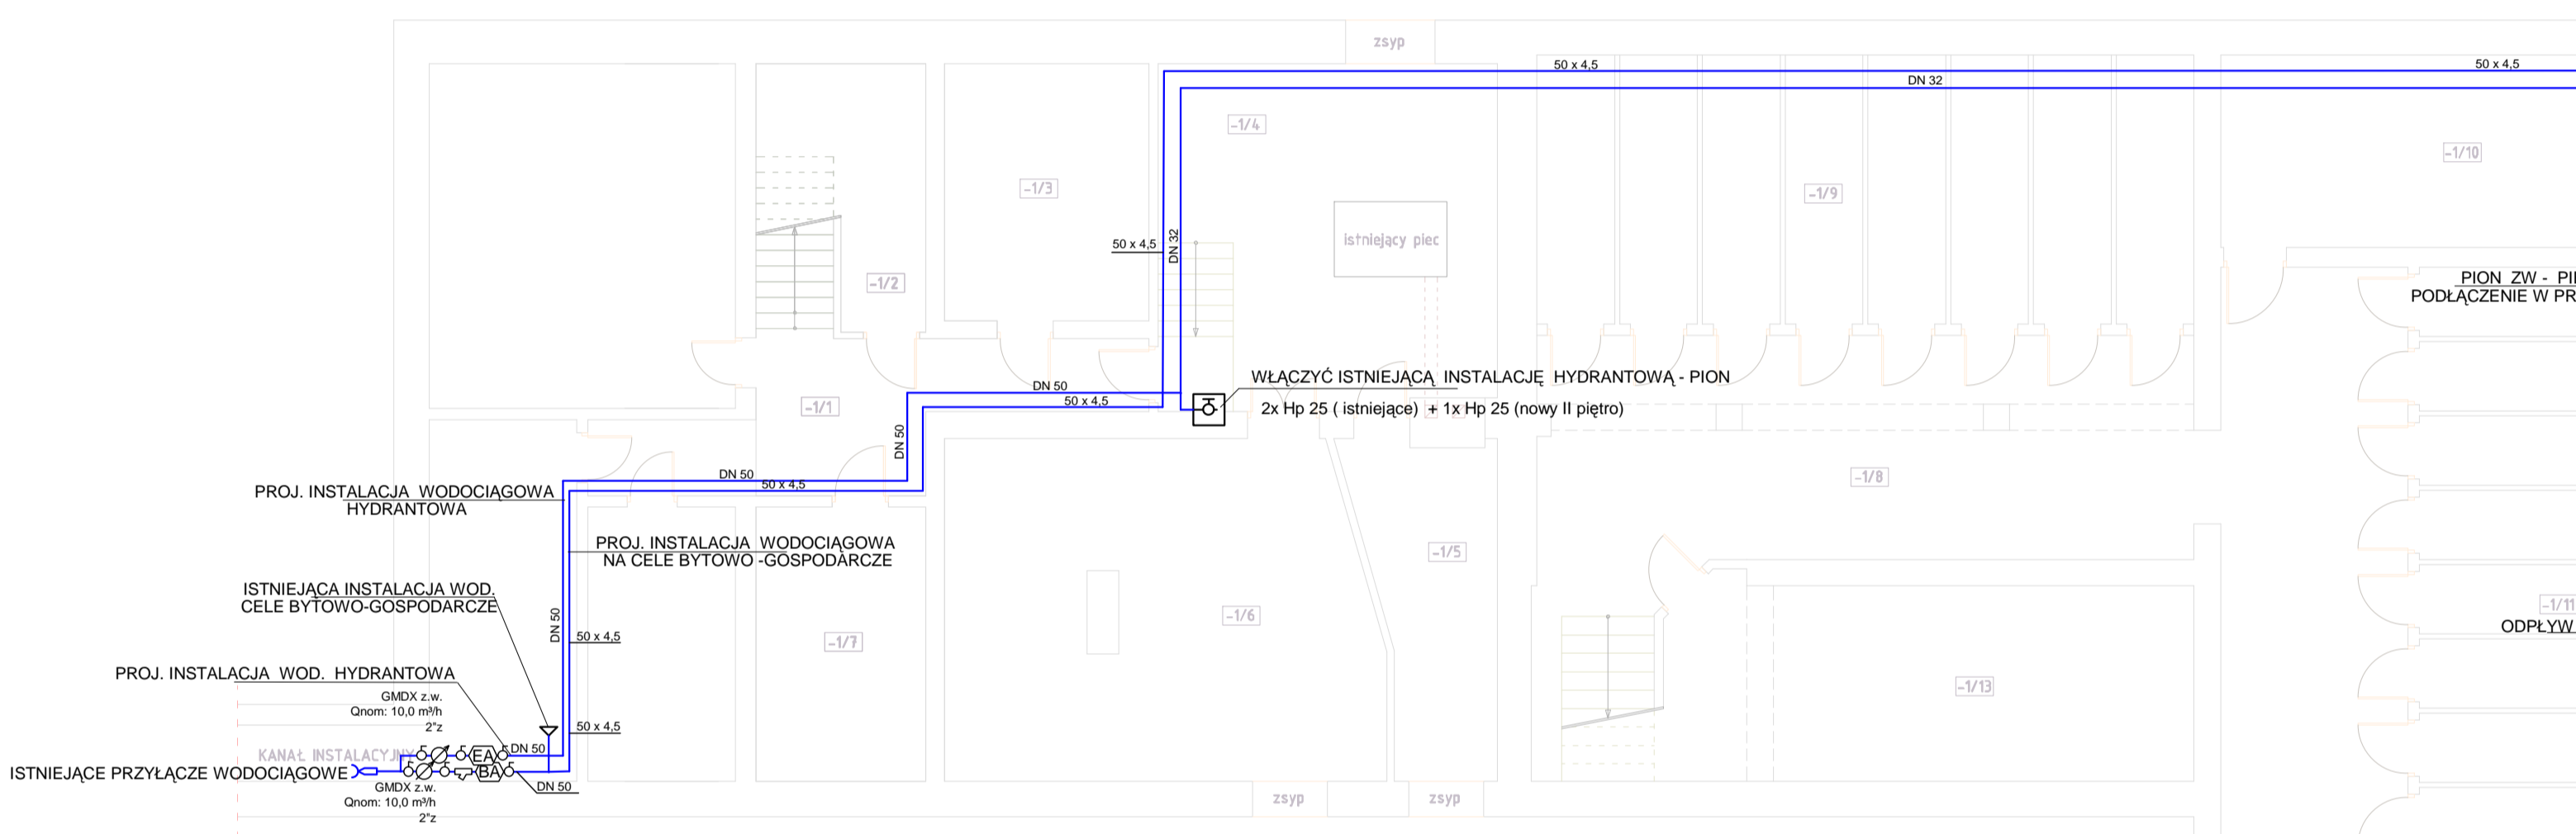 zsyp
50 x 4,5
50 x 4,5
DN 32
-1/4
-1/10
-1/3
-1/9
DN 32
istniejący piec
50 x 4,5
-1/2
PION ZW - PI
PODŁĄCZENIE W PR
WŁĄCZYĆ ISTNIEJĄCĄ INSTALACJĘ HYDRANTOWĄ - PION
2x Hp 25 ( istniejące) + 1x Hp 25 (nowy II piętro)
DN 50
50 x 4,5
-1/1
DN 50
DN 50
50 x 4,5
-1/8
PROJ. INSTALACJA WODOCIĄGOWA
HYDRANTOWA
PROJ. INSTALACJA WODOCIĄGOWA
NA CELE BYTOWO -GOSPODARCZE
-1/5
ISTNIEJĄCA INSTALACJA WOD.
CELE BYTOWO-GOSPODARCZE
DN 50
50 x 4,5
-1/7
-1/6
-1/11
ODPŁYW
PROJ. INSTALACJA WOD. HYDRANTOWA
-1/13
GMDX z.w.
Qnom: 10,0 m³/h
2"z
50 x 4,5
KANAŁ INSTALACYJNY
EA
DN 50
ISTNIEJĄCE PRZYŁĄCZE WODOCIĄGOWE
BA
DN 50
GMDX z.w.
Qnom: 10,0 m³/h
2"z
zsyp
zsyp